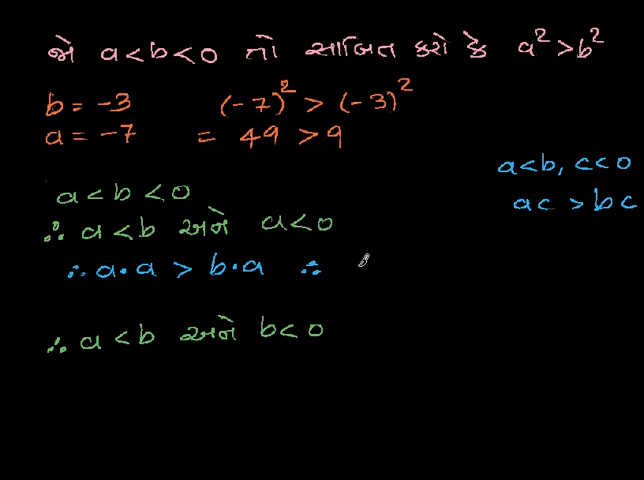 જો a<b<0 તો સાબિત કરો કે a²>b²
b = -3 (-7)² > (-3)²
a = -7 = 49 > 9
a<b, c<0
ac > bc
a<b<0
∴ a<b અને a<0
∴ a·a > b·a ∴
∴ a<b અને b<0